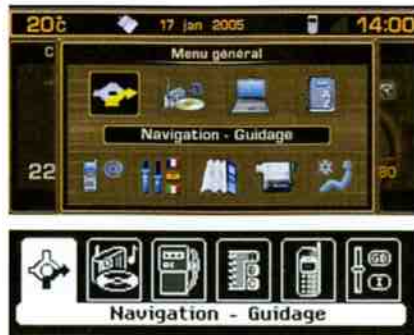 20c 17 jan 2005 14:00
C
Menu général
Navigation - Guidage
22
80
Navigation - Guidage